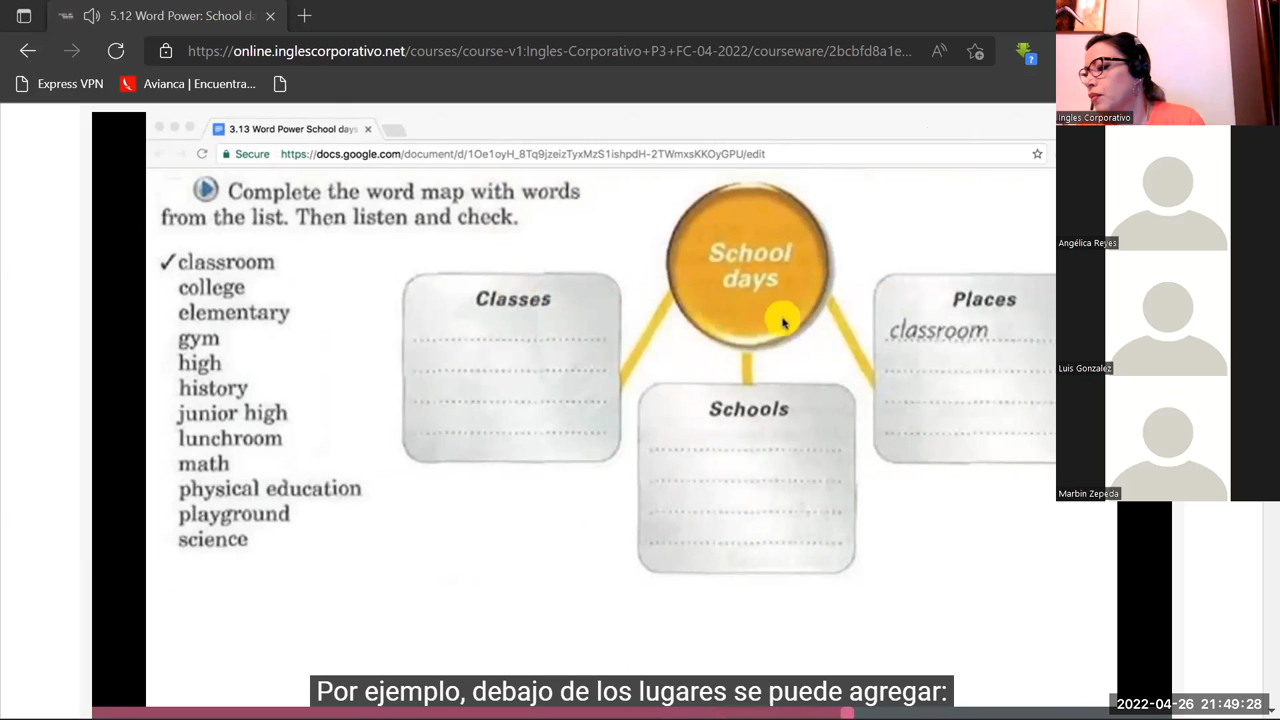 5.12 Word Power: School da
https://online.inglescorporativo.net/courses/course-v1:Ingles-Corporativo+P3+FC-04-2022/courseware/2bcbfd8a1e...
Express VPN
Avianca | Encuentra...
3.13 Word Power School days
Secure https://docs.google.com/document/d/1Oe1oyH_8Tq9jzeizTyxMzS1ishpdH-2TWmxsKKOyGPU/edit
Complete the word map with words
from the list. Then listen and check.
✓classroom
college
elementary
gym
high
history
junior high
lunchroom
math
physical education
playground
science
Classes
School
days
Schools
Places
classroom
Ingles Corporativo
Angélica Reyes
Luis Gonzalez
Marbin Zepeda
Por ejemplo, debajo de los lugares se puede agregar:
2022-04-26 21:49:28